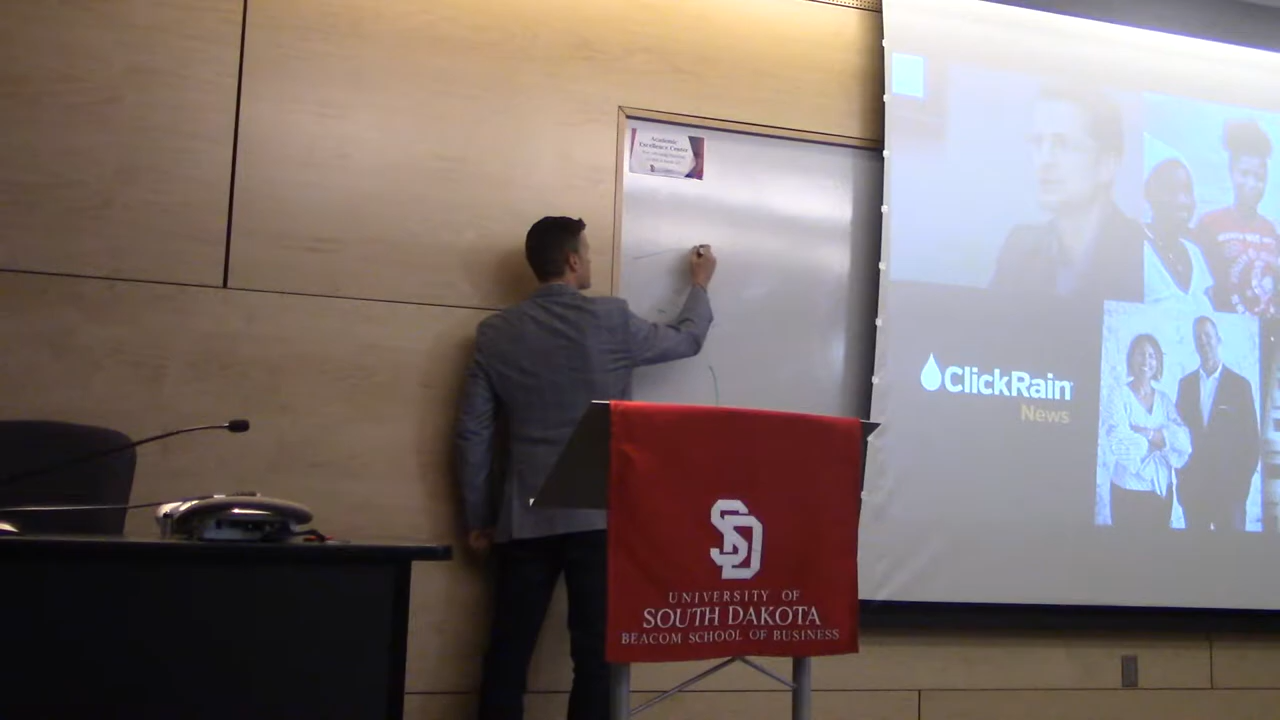 Academic
Excellence Center
ClickRain
News
SD
UNIVERSITY OF
SOUTH DAKOTA
BEACOM SCHOOL OF BUSINESS